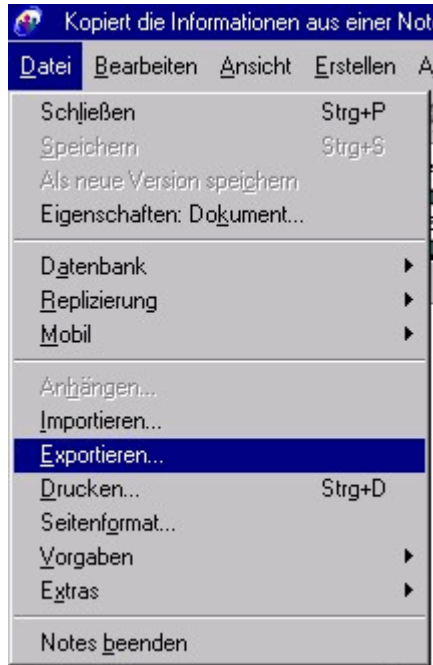 Kopiert die Informationen aus einer Not
Datei Bearbeiten Ansicht Erstellen A
Schließen Strg+P
Speichern Strg+S
Als neue Version speichern
Eigenschaften: Dokument...
Datenbank
Replizierung
Mobil
Anhängen...
Importieren...
Exportieren...
Drucken... Strg+D
Seitenformat...
Vorgaben
Extras
Notes beenden